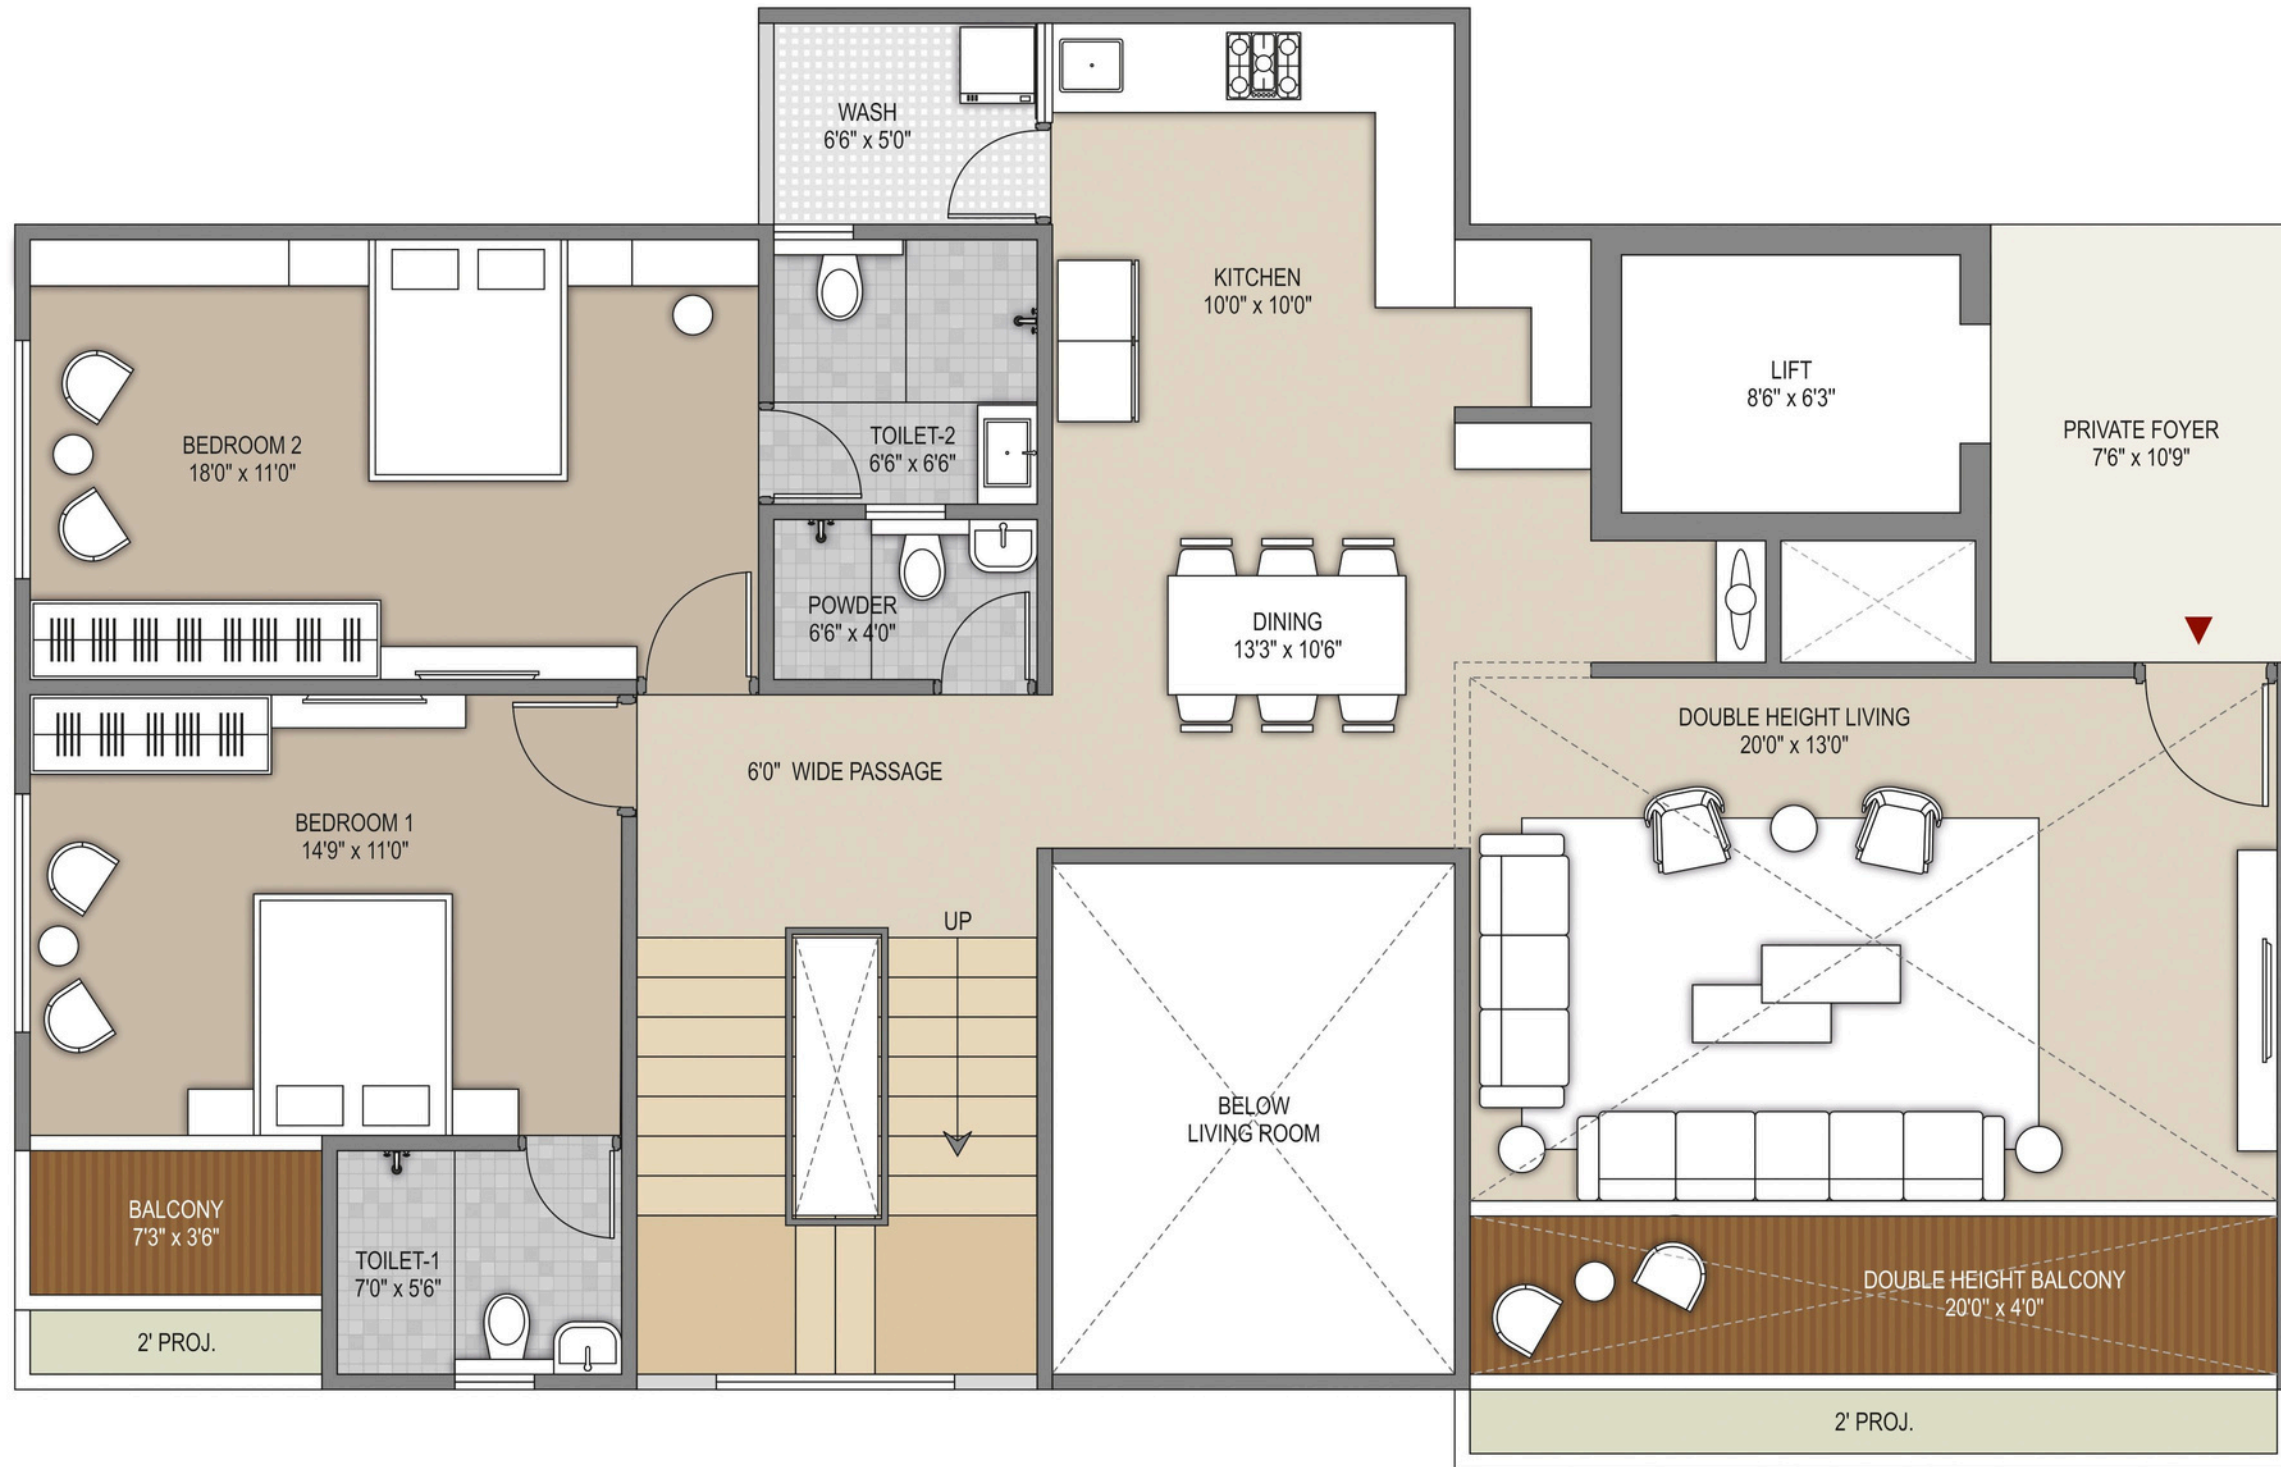 WASH
6'6" x 5'0"
KITCHEN
10'0" x 10'0"
LIFT
8'6" x 6'3"
PRIVATE FOYER
7'6" x 10'9"
BEDROOM 2
18'0" x 11'0"
TOILET-2
6'6" x 6'6"
POWDER
6'6" x 4'0"
DINING
13'3" x 10'6"
DOUBLE HEIGHT LIVING
20'0" x 13'0"
6'0" WIDE PASSAGE
BEDROOM 1
14'9" x 11'0"
UP
BELOW
LIVING ROOM
BALCONY
7'3" x 3'6"
TOILET-1
7'0" x 5'6"
DOUBLE HEIGHT BALCONY
20'0" x 4'0"
2' PROJ.
2' PROJ.